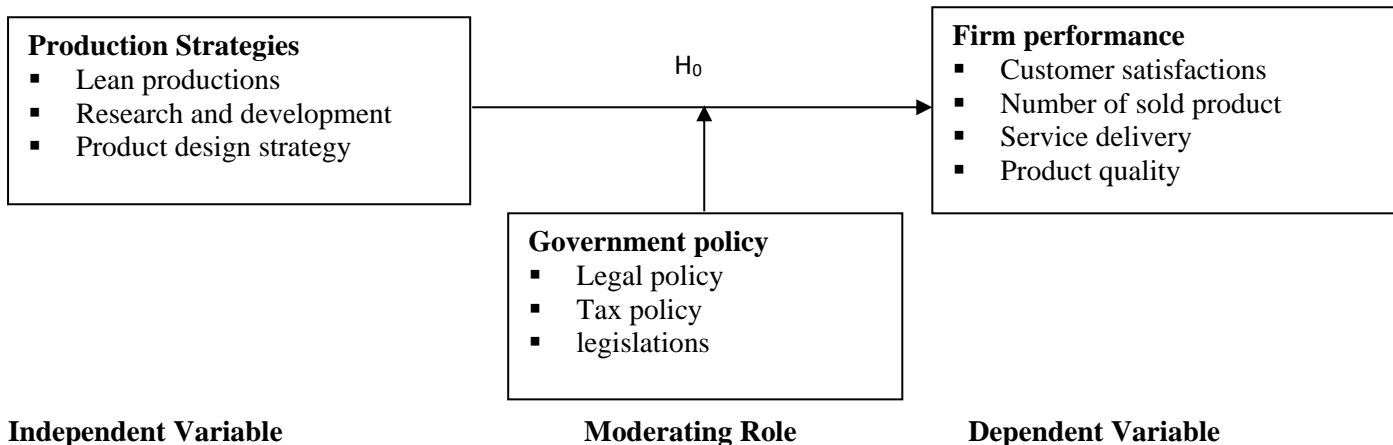 Production Strategies
▪ Lean productions
▪ Research and development
▪ Product design strategy
H₀
Firm performance
▪ Customer satisfactions
▪ Number of sold product
▪ Service delivery
▪ Product quality
Government policy
▪ Legal policy
▪ Tax policy
▪ legislations
Independent Variable
Moderating Role
Dependent Variable